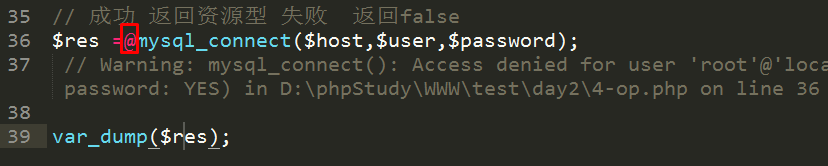 35 // 成功 返回资源型 失败 返回false
36 $res =@mysql_connect($host,$user,$password);
37 // Warning: mysql_connect(): Access denied for user 'root'@'loca
password: YES) in D:\phpStudy\WWW\test\day2\4-op.php on line 36
38
39 var_dump($res);